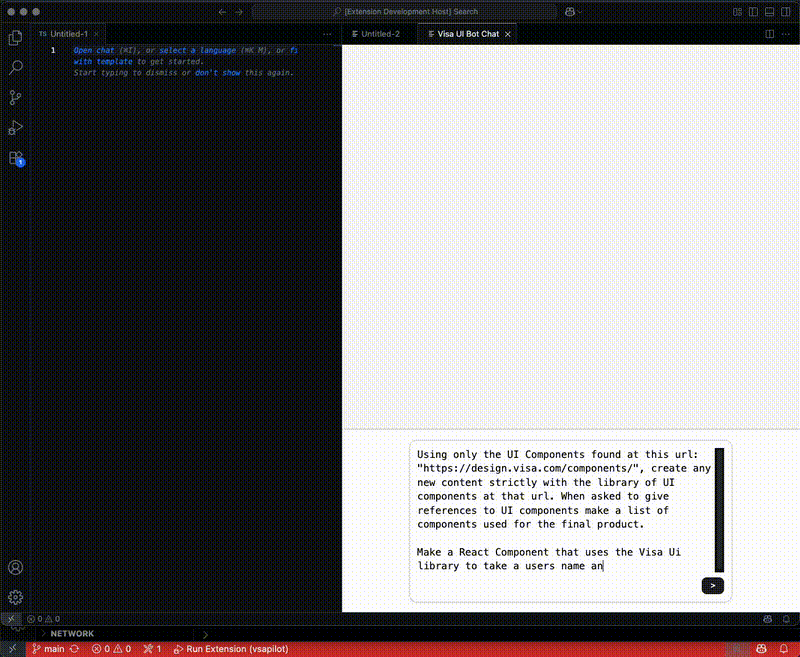 [Extension Development Host] Search
TS Untitled-1
Untitled-2
Visa UI Bot Chat
1 Open chat (⌘I), or select a language (⌘K M), or fi
with template to get started.
Start typing to dismiss or don't show this again.
1
Using only the UI Components found at this url:
"https://design.visa.com/components/", create any
new content strictly with the library of UI
components at that url. When asked to give
references to UI components make a list of
components used for the final product.
Make a React Component that uses the Visa Ui
library to take a users name an
>
0 0
NETWORK
main 0 0 1 Run Extension (vsapilot)